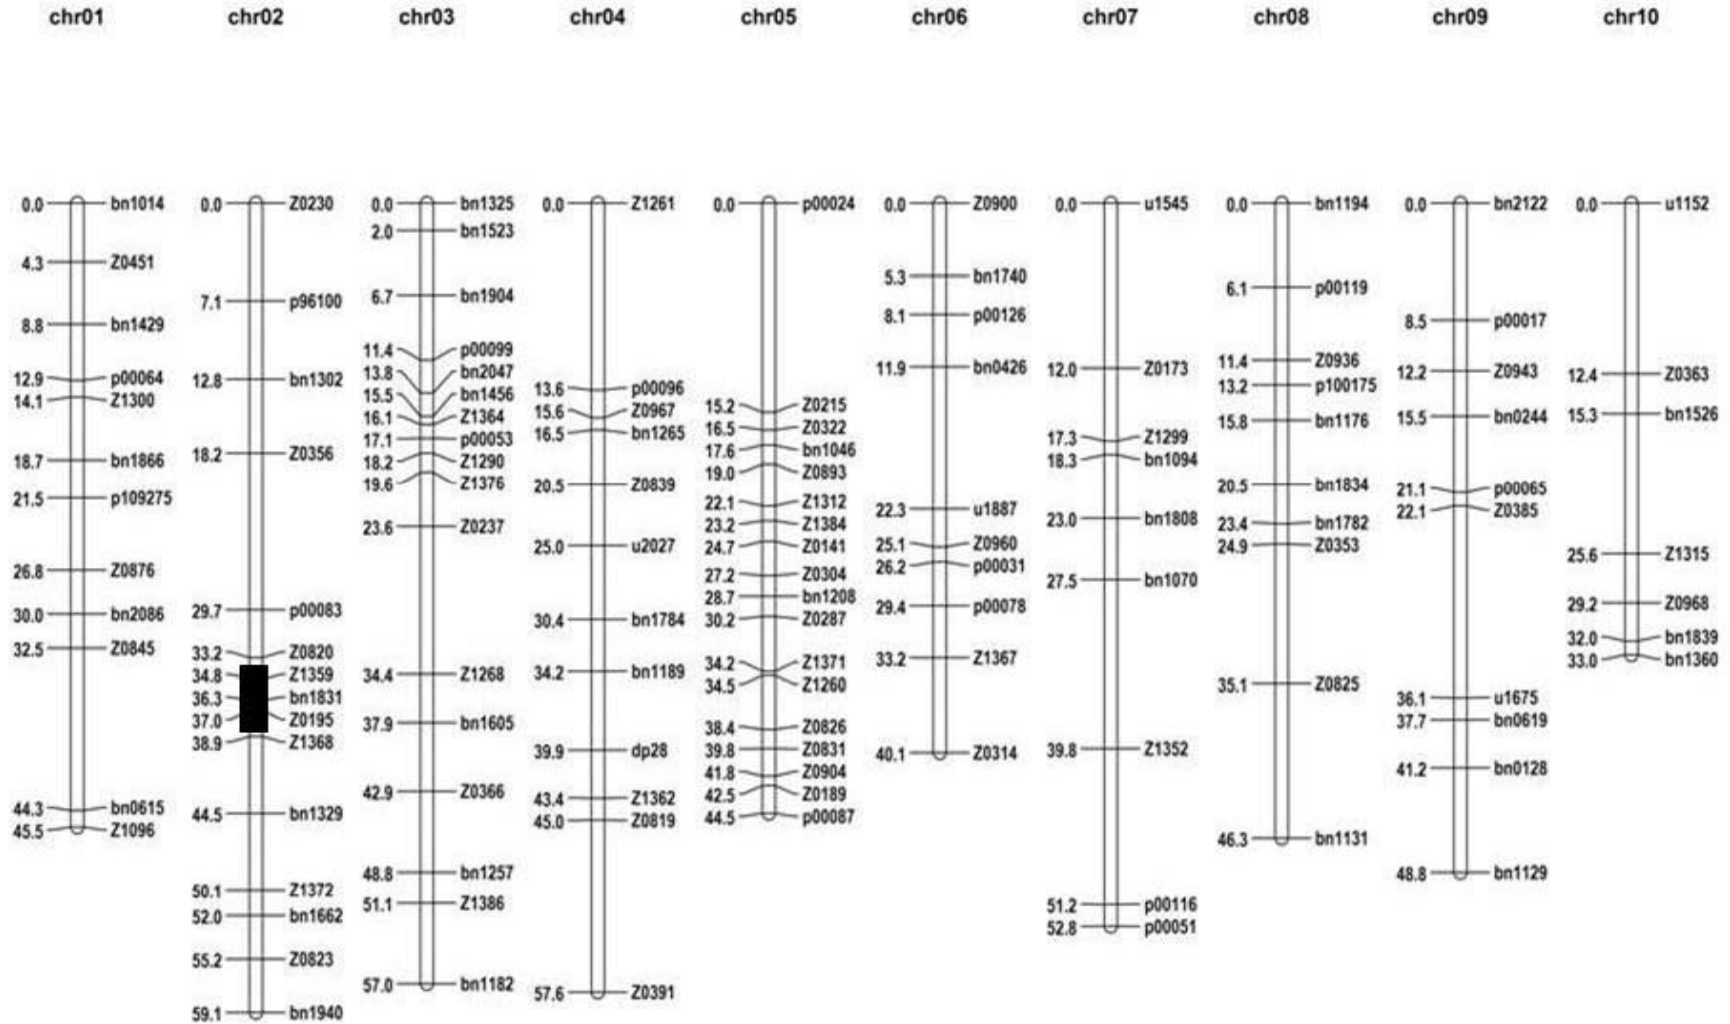 chr01 chr02 chr03 chr04 chr05 chr06 chr07 chr08 chr09 chr10
0.0 bn1014
4.3 Z0451
8.8 bn1429
12.9 p00064
14.1 Z1300
18.7 bn1866
21.5 p109275
26.8 Z0876
30.0 bn2086
32.5 Z0845
44.3 bn0615
45.5 Z1096
0.0 Z0230
7.1 p96100
12.8 bn1302
18.2 Z0356
29.7 p00083
33.2 Z0820
34.8 Z1359
36.3 bn1831
37.0 Z0195
38.9 Z1368
44.5 bn1329
50.1 Z1372
52.0 bn1662
55.2 Z0823
59.1 bn1940
0.0 bn1325
2.0 bn1523
6.7 bn1904
11.4 p00099
13.8 bn2047
15.5 bn1456
16.1 Z1364
17.1 p00053
18.2 Z1290
19.6 Z1376
23.6 Z0237
34.4 Z1268
37.9 bn1605
42.9 Z0366
48.8 bn1257
51.1 Z1386
57.0 bn1182
0.0 Z1261
13.6 p00096
15.6 Z0967
16.5 bn1265
20.5 Z0839
25.0 u2027
30.4 bn1784
34.2 bn1189
39.9 dp28
43.4 Z1362
45.0 Z0819
57.6 Z0391
0.0 p00024
15.2 Z0215
16.5 Z0322
17.6 bn1046
19.0 Z0893
22.1 Z1312
23.2 Z1384
24.7 Z0141
27.2 Z0304
28.7 bn1208
30.2 Z0287
34.2 Z1371
34.5 Z1260
38.4 Z0826
39.8 Z0831
41.8 Z0904
42.5 Z0189
44.5 p00087
0.0 Z0900
5.3 bn1740
8.1 p00126
11.9 bn0426
22.3 u1887
25.1 Z0960
26.2 p00031
29.4 p00078
33.2 Z1367
40.1 Z0314
0.0 u1545
12.0 Z0173
17.3 Z1299
18.3 bn1094
23.0 bn1808
27.5 bn1070
39.8 Z1352
51.2 p00116
52.8 p00051
0.0 bn1194
6.1 p00119
11.4 Z0936
13.2 p100175
15.8 bn1176
20.5 bn1834
23.4 bn1782
24.9 Z0353
35.1 Z0825
46.3 bn1131
0.0 bn2122
8.5 p00017
12.2 Z0943
15.5 bn0244
21.1 p00065
22.1 Z0385
36.1 u1675
37.7 bn0619
41.2 bn0128
48.8 bn1129
0.0 u1152
12.4 Z0363
15.3 bn1526
25.6 Z1315
29.2 Z0968
32.0 bn1839
33.0 bn1360